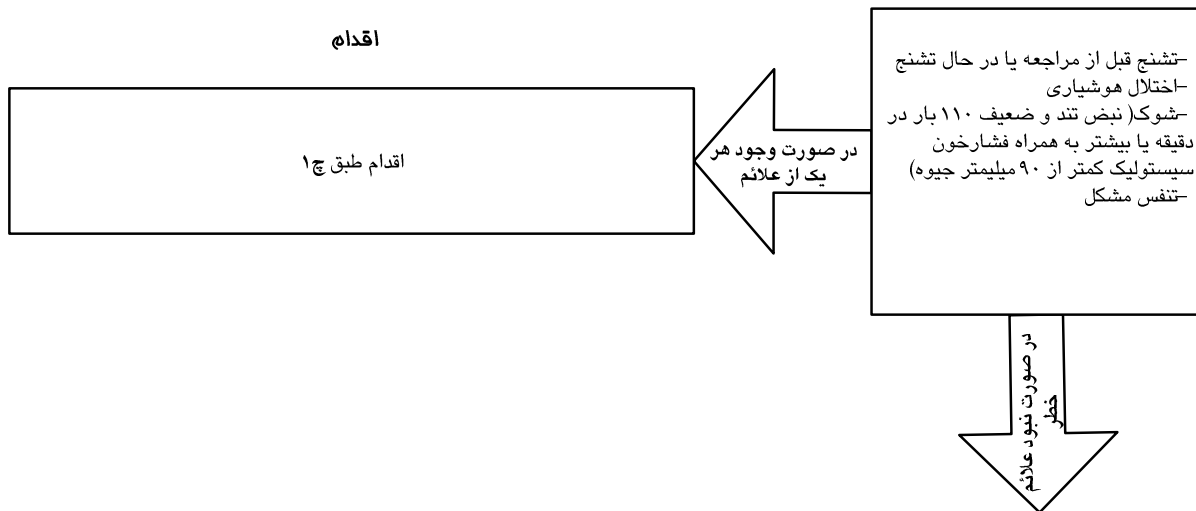 اقدام
-تشنج قبل از مراجعه یا در حال تشنج
-اختلال هوشیاری
-شوک( نبض تند و ضعیف ۱۱۰ بار در
دقیقه یا بیشتر به همراه فشارخون
سیستولیک کمتر از ۹۰ میلیمتر جیوه)
-تنفس مشکل
در صورت وجود هر
یک از علائم
اقدام طبق چ۱
در صورت نبود علائم
خطر